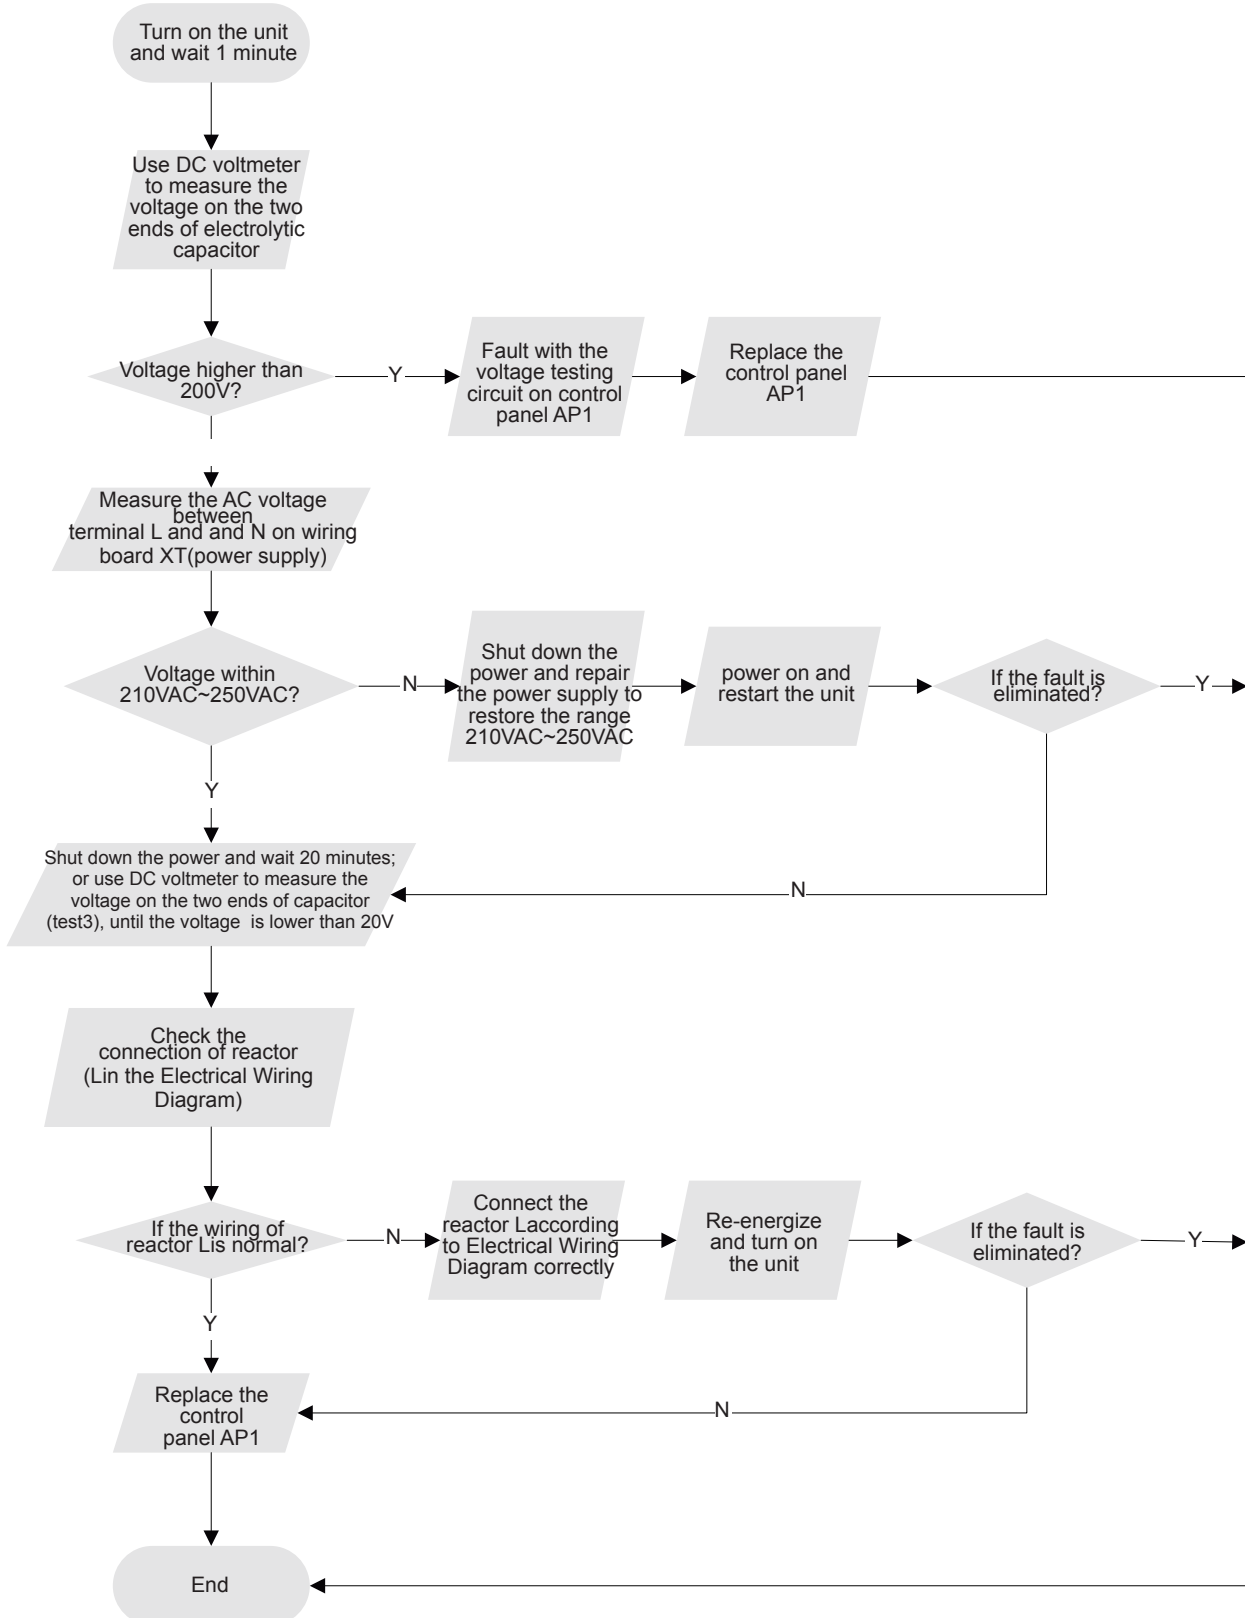 Turn on the unit
and wait 1 minute
Use DC voltmeter
to measure the
voltage on the two
ends of electrolytic
capacitor
Voltage higher than
200V?
Y
Fault with the
voltage testing
circuit on control
panel AP1
Replace the
control panel
AP1
Measure the AC voltage
between
terminal L and and N on wiring
board XT(power supply)
Voltage within
210VAC~250VAC?
N
Shut down the
power and repair
the power supply to
restore the range
210VAC~250VAC
power on and
restart the unit
If the fault is
eliminated?
Y
Y
N
Shut down the power and wait 20 minutes;
or use DC voltmeter to measure the
voltage on the two ends of capacitor
(test3), until the voltage is lower than 20V
Check the
connection of reactor
(Lin the Electrical Wiring
Diagram)
If the wiring of
reactor Lis normal?
N
Connect the
reactor Laccording
to Electrical Wiring
Diagram correctly
Re-energize
and turn on
the unit
If the fault is
eliminated?
Y
Y
N
Replace the
control
panel AP1
End